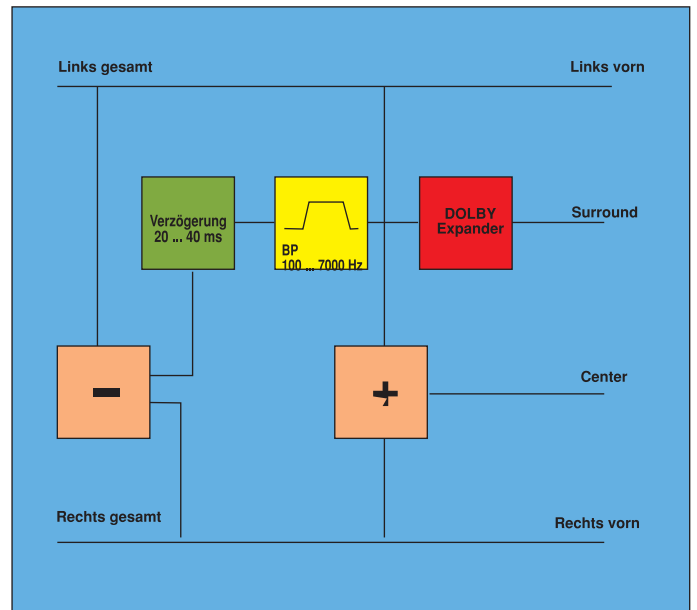 Links gesamt
Links vorn
Verzögerung
20 ... 40 ms
BP
100 ... 7000 Hz
DOLBY
Expander
Surround
−
+
Center
Rechts gesamt
Rechts vorn